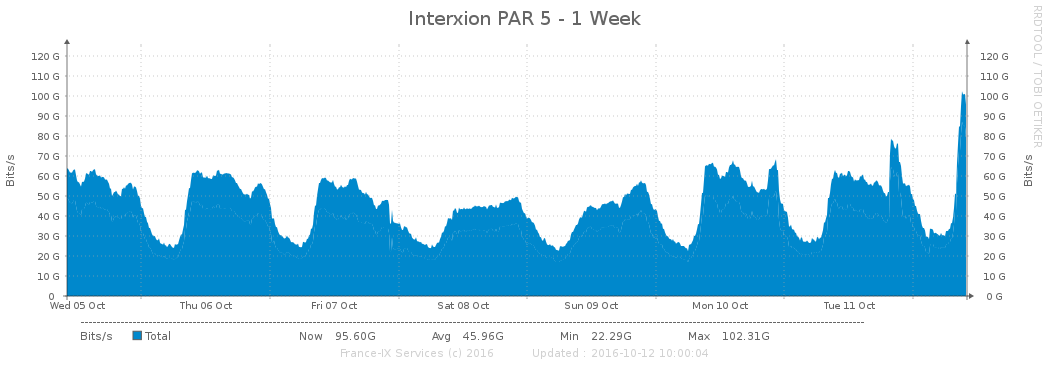 Interxion PAR 5 - 1 Week
RRDTOOL / TOBI OETIKER
Bits/s
120 G 120 G
110 G 110 G
100 G 100 G
90 G 90 G
80 G 80 G
70 G 70 G
60 G 60 G
50 G 50 G
40 G 40 G
30 G 30 G
20 G 20 G
10 G 10 G
0 0 G
Bits/s
Wed 05 Oct Thu 06 Oct Fri 07 Oct Sat 08 Oct Sun 09 Oct Mon 10 Oct Tue 11 Oct
Bits/s Total Now 95.60G Avg 45.96G Min 22.29G Max 102.31G
France-IX Services (c) 2016 Updated : 2016-10-12 10:00:04